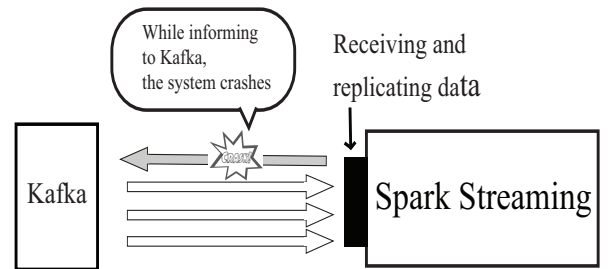 While informing
to Kafka,
the system crashes
Receiving and
replicating data
CRASH
Kafka
Spark Streaming